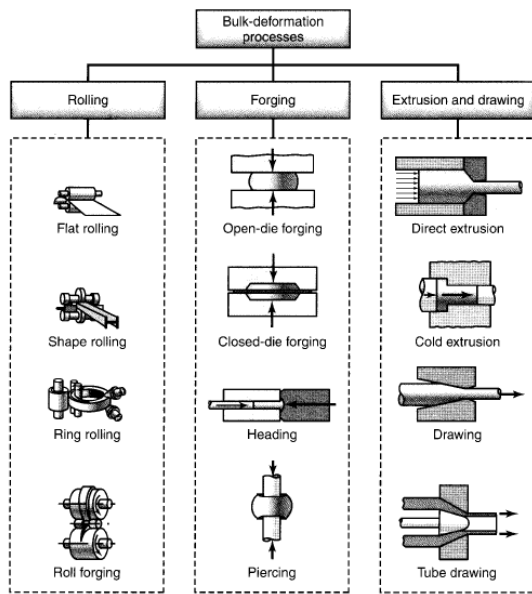 Bulk-deformation
processes
Rolling
Forging
Extrusion and drawing
Flat rolling
Open-die forging
Direct extrusion
Shape rolling
Closed-die forging
Cold extrusion
Ring rolling
Heading
Drawing
Roll forging
Piercing
Tube drawing